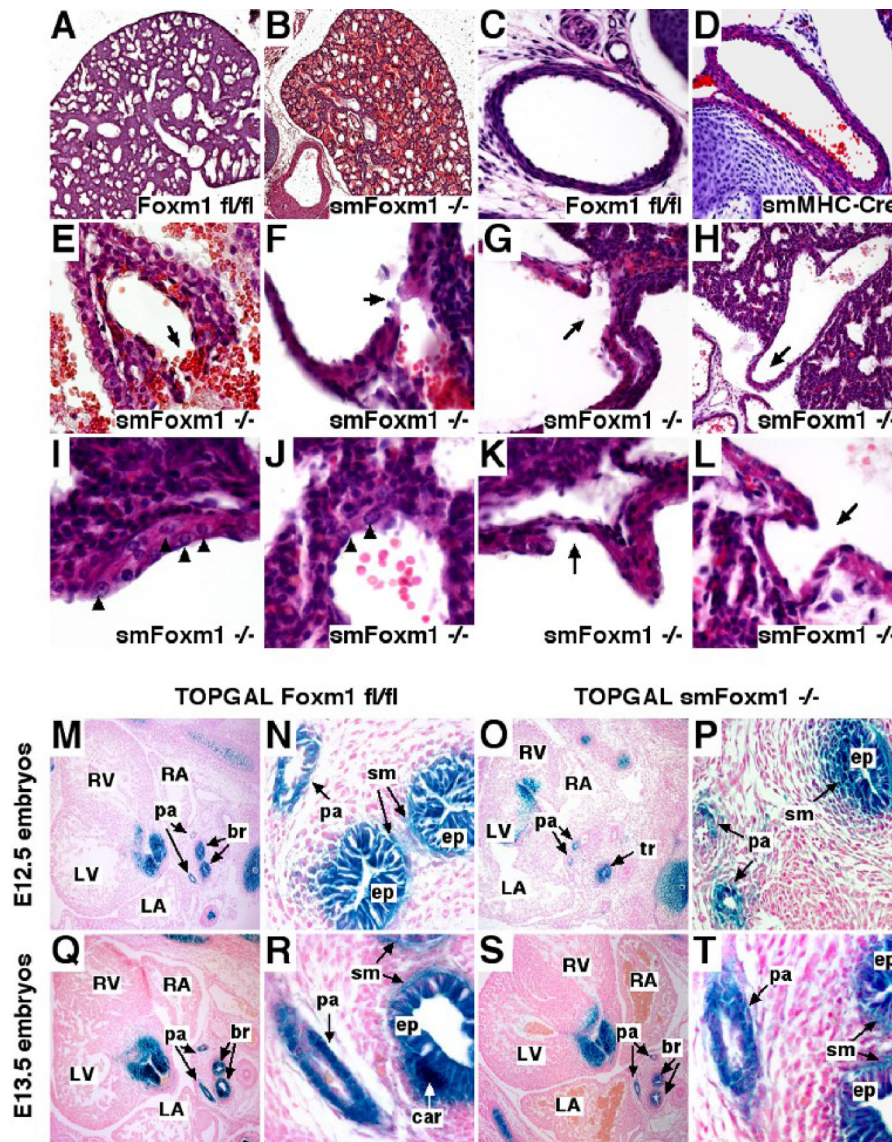 A B C D
Foxm1 fl/fl smFoxm1 -/- Foxm1 fl/fl smMHC-Cre
E F G H
smFoxm1 -/- smFoxm1 -/- smFoxm1 -/- smFoxm1 -/-
I J K L
smFoxm1 -/- smFoxm1 -/- smFoxm1 -/- smFoxm1 -/-
TOPGAL Foxm1 fl/fl TOPGAL smFoxm1 -/-
E12.5 embryos
M
RV RA
pa br
LV
LA
N
sm
pa
ep
ep
O
RV
RA
LV pa
tr
LA
P
ep
sm
pa
E13.5 embryos
Q
RV RA
pa br
LV
LA
R
sm
pa
ep
car
S
RV
RA
pa
br
LV
LA
T
pa
ep
sm
ep